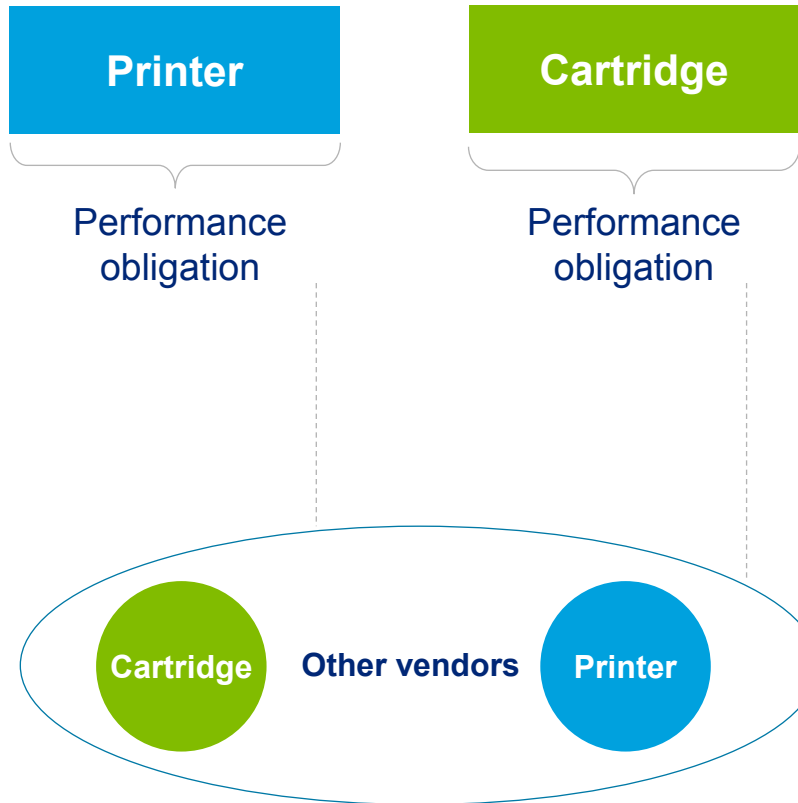 Printer
Cartridge
Performance
obligation
Performance
obligation
Cartridge
Other vendors
Printer